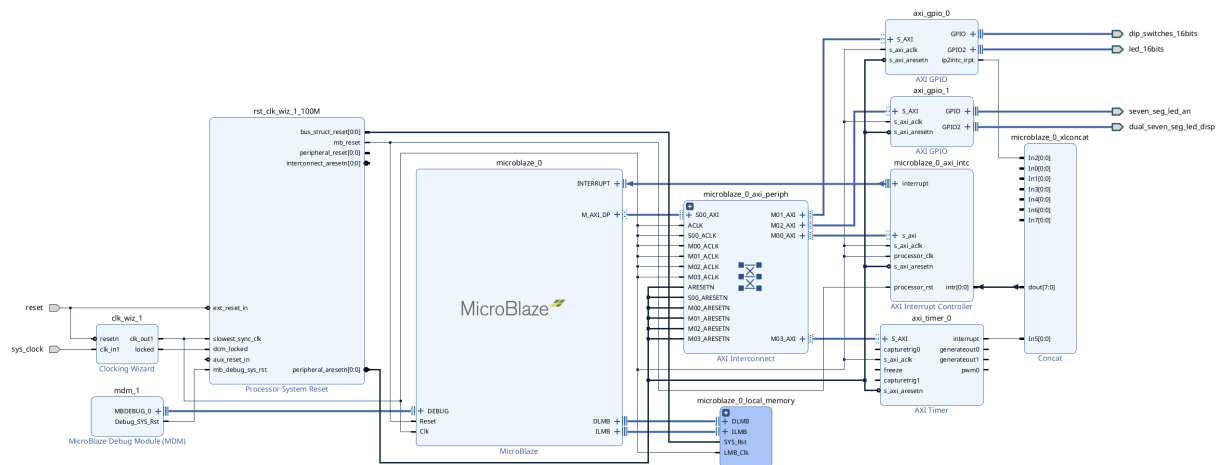 reset
sys_clock
clk_wiz_1
resetn
clk_in1
clk_out1
locked
Clocking Wizard
mdm_1
MBDEBUG_0
Debug_SYS_Rst
MicroBlaze Debug Module (MDM)
rst_clk_wiz_1_100M
bus_struct_reset[0:0]
mb_reset
peripheral_reset[0:0]
interconnect_aresetn[0:0]
ext_reset_in
slowest_sync_clk
dcm_locked
aux_reset_in
mb_debug_sys_rst
peripheral_aresetn[0:0]
Processor System Reset
microblaze_0
INTERRUPT
M_AXI_DP
MicroBlaze
DEBUG
Reset
Clk
DLMB
ILMB
MicroBlaze
microblaze_0_axi_periph
S00_AXI
ACLK
S00_ACLK
M00_ACLK
M01_ACLK
M02_ACLK
M03_ACLK
ARESETN
S00_ARESETN
M00_ARESETN
M01_ARESETN
M02_ARESETN
M03_ARESETN
M01_AXI
M02_AXI
M00_AXI
M03_AXI
AXI Interconnect
microblaze_0_local_memory
DLMB
ILMB
SYS_Rst
LMB_Clk
axi_gpio_0
S_AXI
s_axi_aclk
s_axi_aresetn
GPIO
GPIO2
ip2intc_irpt
AXI GPIO
axi_gpio_1
S_AXI
s_axi_aclk
s_axi_aresetn
GPIO
GPIO2
AXI GPIO
microblaze_0_axi_intc
interrupt
s_axi
s_axi_aclk
processor_clk
s_axi_aresetn
processor_rst
intr[0:0]
AXI Interrupt Controller
axi_timer_0
S_AXI
capturetrig0
s_axi_aclk
freeze
capturetrig1
s_axi_aresetn
interrupt
generateout0
generateout1
pwm0
AXI Timer
microblaze_0_xlconcat
In2[0:0]
In0[0:0]
In1[0:0]
In3[0:0]
In4[0:0]
In6[0:0]
In7[0:0]
dout[7:0]
In5[0:0]
Concat
dip_switches_16bits
led_16bits
seven_seg_led_an
dual_seven_seg_led_disp